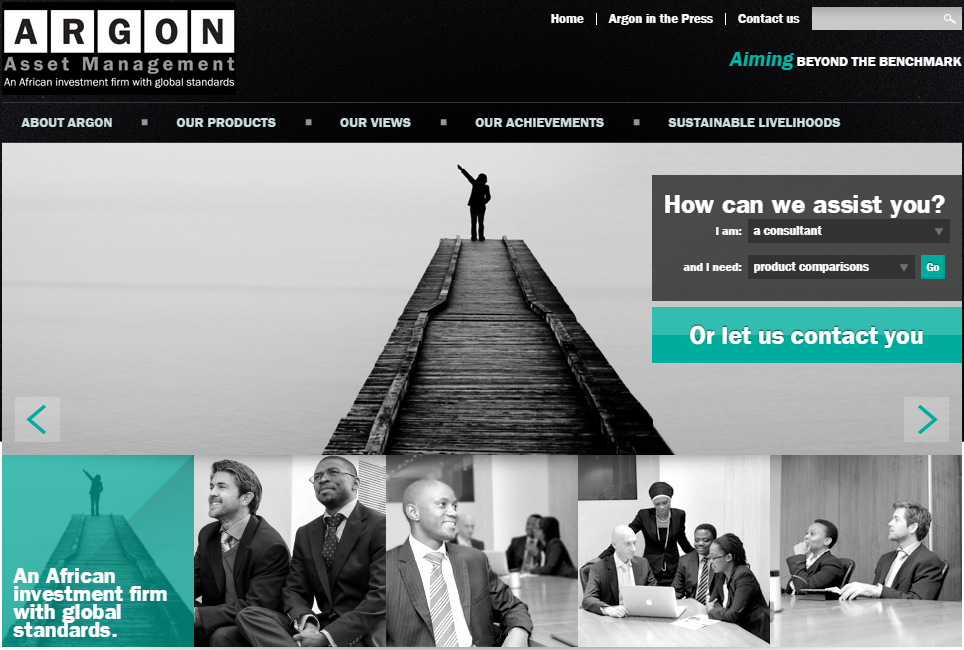 ARGON
Asset Management
An African investment firm with global standards
Home
Argon in the Press
Contact us
Aiming BEYOND THE BENCHMARK
ABOUT ARGON
OUR PRODUCTS
OUR VIEWS
OUR ACHIEVEMENTS
SUSTAINABLE LIVELIHOODS
How can we assist you?
I am: a consultant
and I need: product comparisons Go
Or let us contact you
An African
investment firm
with global
standards.